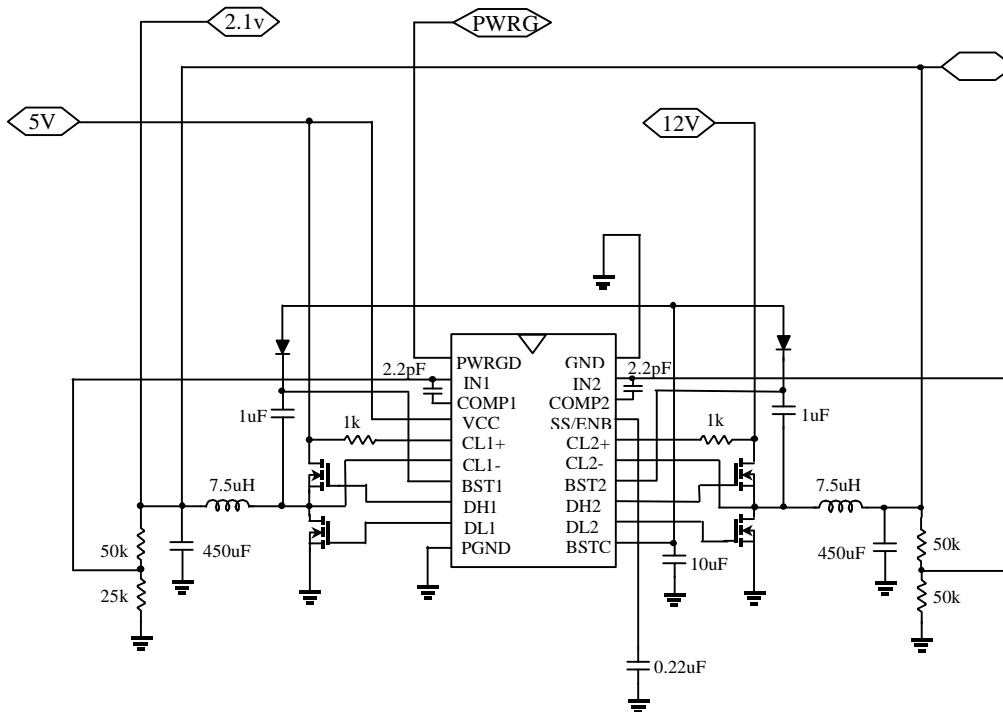 2.1v
PWRG
5V
12V
PWRGD
GND
2.2pF
2.2pF
IN1
IN2
COMP1
COMP2
1uF
1uF
VCC
SS/ENB
1k
1k
CL1+
CL2+
CL1-
CL2-
BST1
BST2
7.5uH
7.5uH
DH1
DH2
DL1
DL2
PGND
BSTC
50k
450uF
10uF
450uF
50k
25k
50k
0.22uF